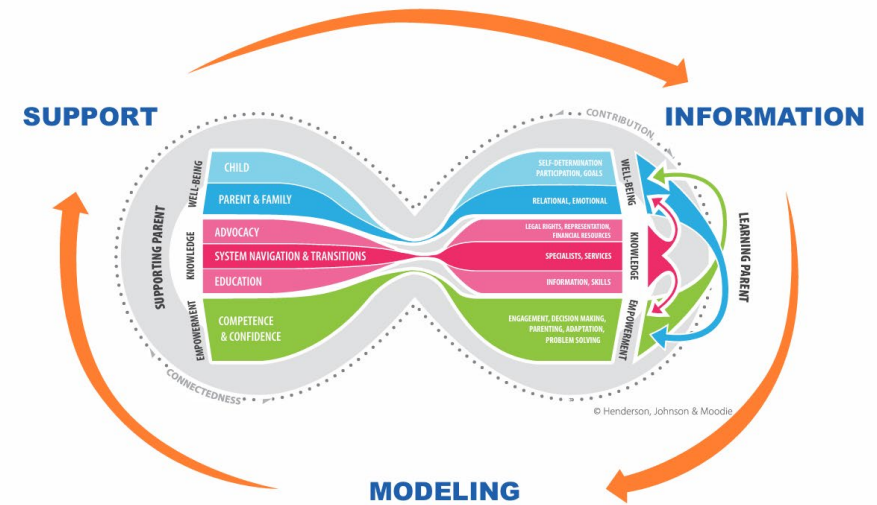 SUPPORT
INFORMATION
MODELING
CONTRIBUTION
CONNECTEDNESS
SUPPORTING PARENT
WELL-BEING
CHILD
PARENT & FAMILY
KNOWLEDGE
ADVOCACY
SYSTEM NAVIGATION & TRANSITIONS
EDUCATION
EMPOWERMENT
COMPETENCE
& CONFIDENCE
SELF-DETERMINATION
PARTICIPATION, GOALS
RELATIONAL, EMOTIONAL
WELL-BEING
LEGAL RIGHTS, REPRESENTATION,
FINANCIAL RESOURCES
SPECIALISTS, SERVICES
INFORMATION, SKILLS
KNOWLEDGE
ENGAGEMENT, DECISION MAKING,
PARENTING, ADAPTATION,
PROBLEM SOLVING
EMPOWERMENT
LEARNING PARENT
© Henderson, Johnson & Moodie